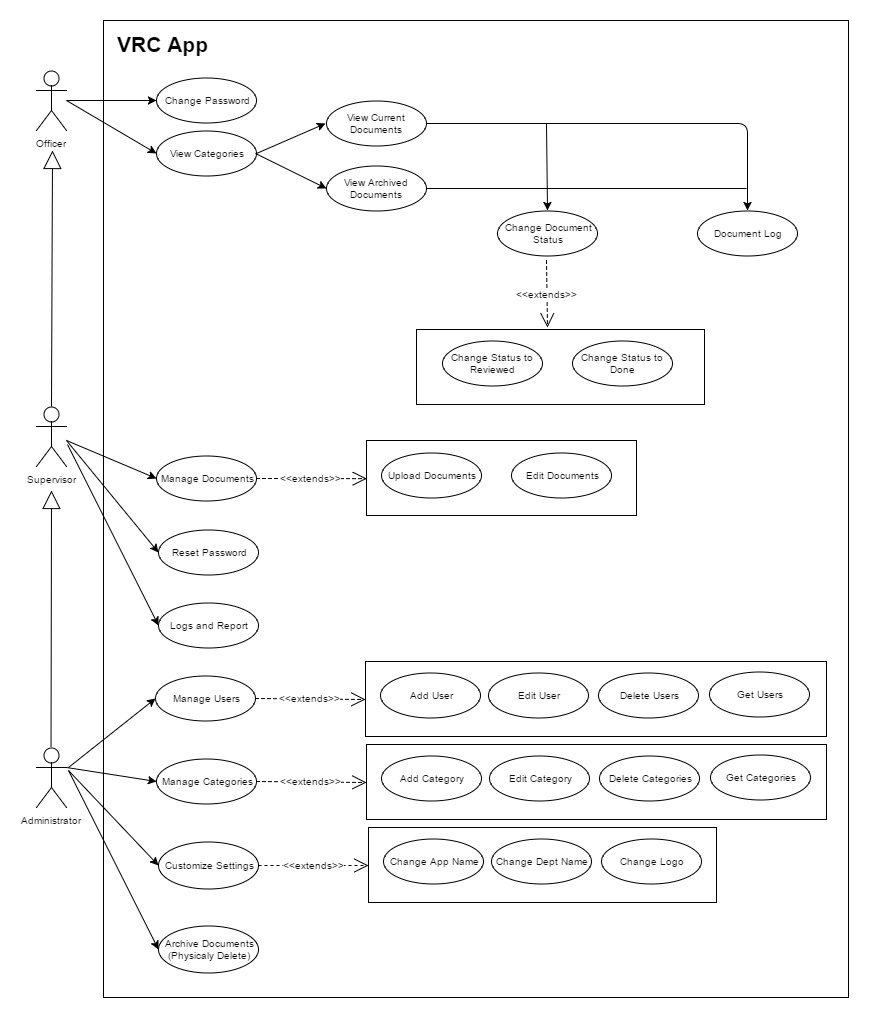 VRC App
Officer
Change Password
View Categories
View Current
Documents
View Archived
Documents
Change Document
Status
Document Log
<<extends>>
Change Status to
Reviewed
Change Status to
Done
Supervisor
Manage Documents
<<extends>>
Upload Documents
Edit Documents
Reset Password
Logs and Report
Manage Users
<<extends>>
Add User
Edit User
Delete Users
Get Users
Administrator
Manage Categories
<<extends>>
Add Category
Edit Category
Delete Categories
Get Categories
Customize Settings
<<extends>>
Change App Name
Change Dept Name
Change Logo
Archive Documents
(Physicaly Delete)